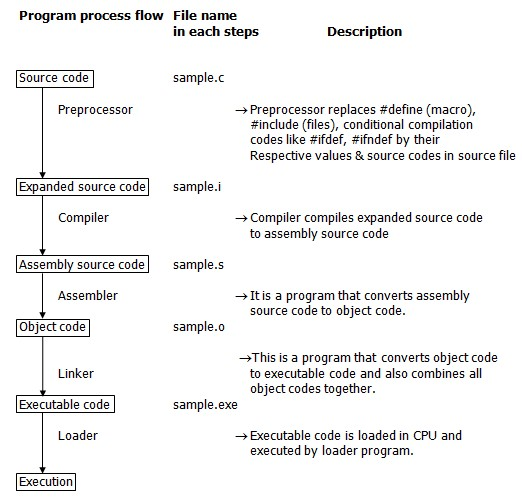 Program process flow File name
in each steps Description
Source code sample.c
Preprocessor →Preprocessor replaces #define (macro),
#include (files), conditional compilation
codes like #ifdef, #ifndef by their
Respective values & source codes in source file
Expanded source code sample.i
Compiler →Compiler compiles expanded source code
to assembly source code
Assembly source code sample.s
Assembler →It is a program that converts assembly
source code to object code.
Object code sample.o
→This is a program that converts object code
Linker to executable code and also combines all
object codes together.
Executable code sample.exe
Loader →Executable code is loaded in CPU and
executed by loader program.
Execution